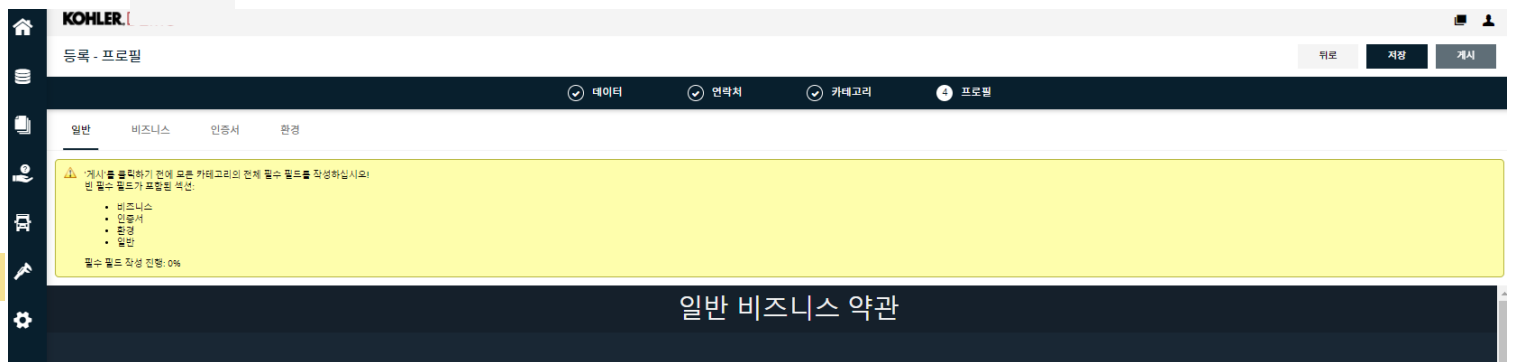 KOHLER.
등록 - 프로필
뒤로 저장 게시
데이터 연락처 카테고리 4 프로필
일반 비즈니스 인증서 환경
'게시'를 클릭하기 전에 모든 카테고리의 전체 필수 필드를 작성하십시오!
빈 필수 필드가 포함된 섹션:
• 비즈니스
• 인증서
• 환경
• 일반
필수 필드 작성 진행: 0%
일반 비즈니스 약관